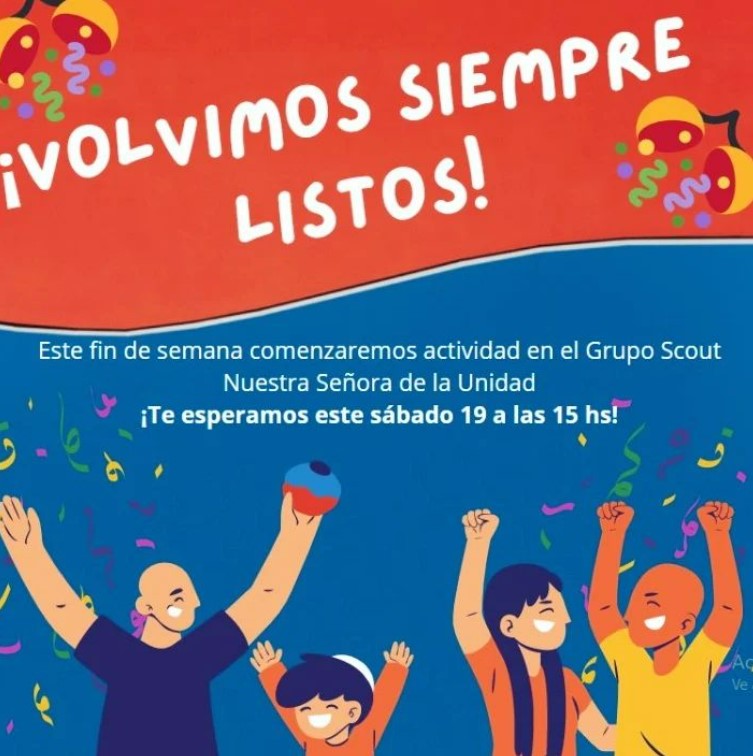 ¡VOLVIMOS SIEMPRE
LISTOS!
Este fin de semana comenzaremos actividad en el Grupo Scout
Nuestra Señora de la Unidad
¡Te esperamos este sábado 19 a las 15 hs!
Ve